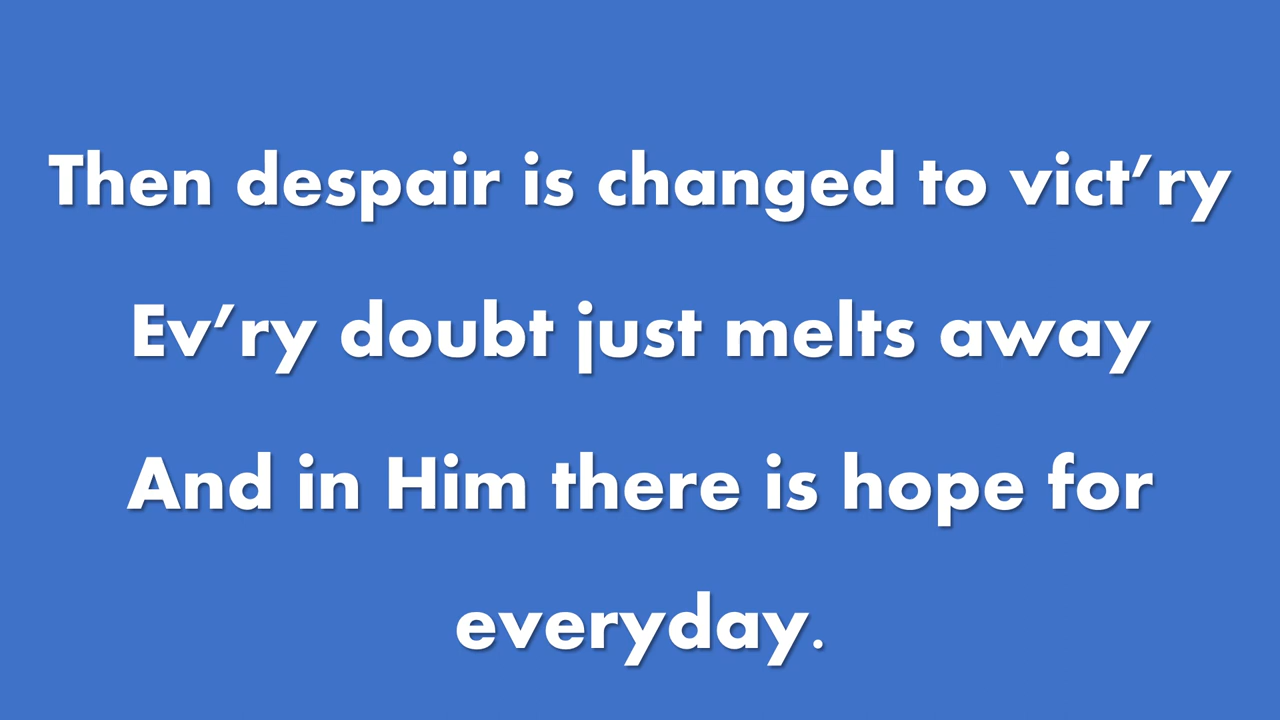 Then despair is changed to vict’ry
Ev’ry doubt just melts away
And in Him there is hope for
everyday.